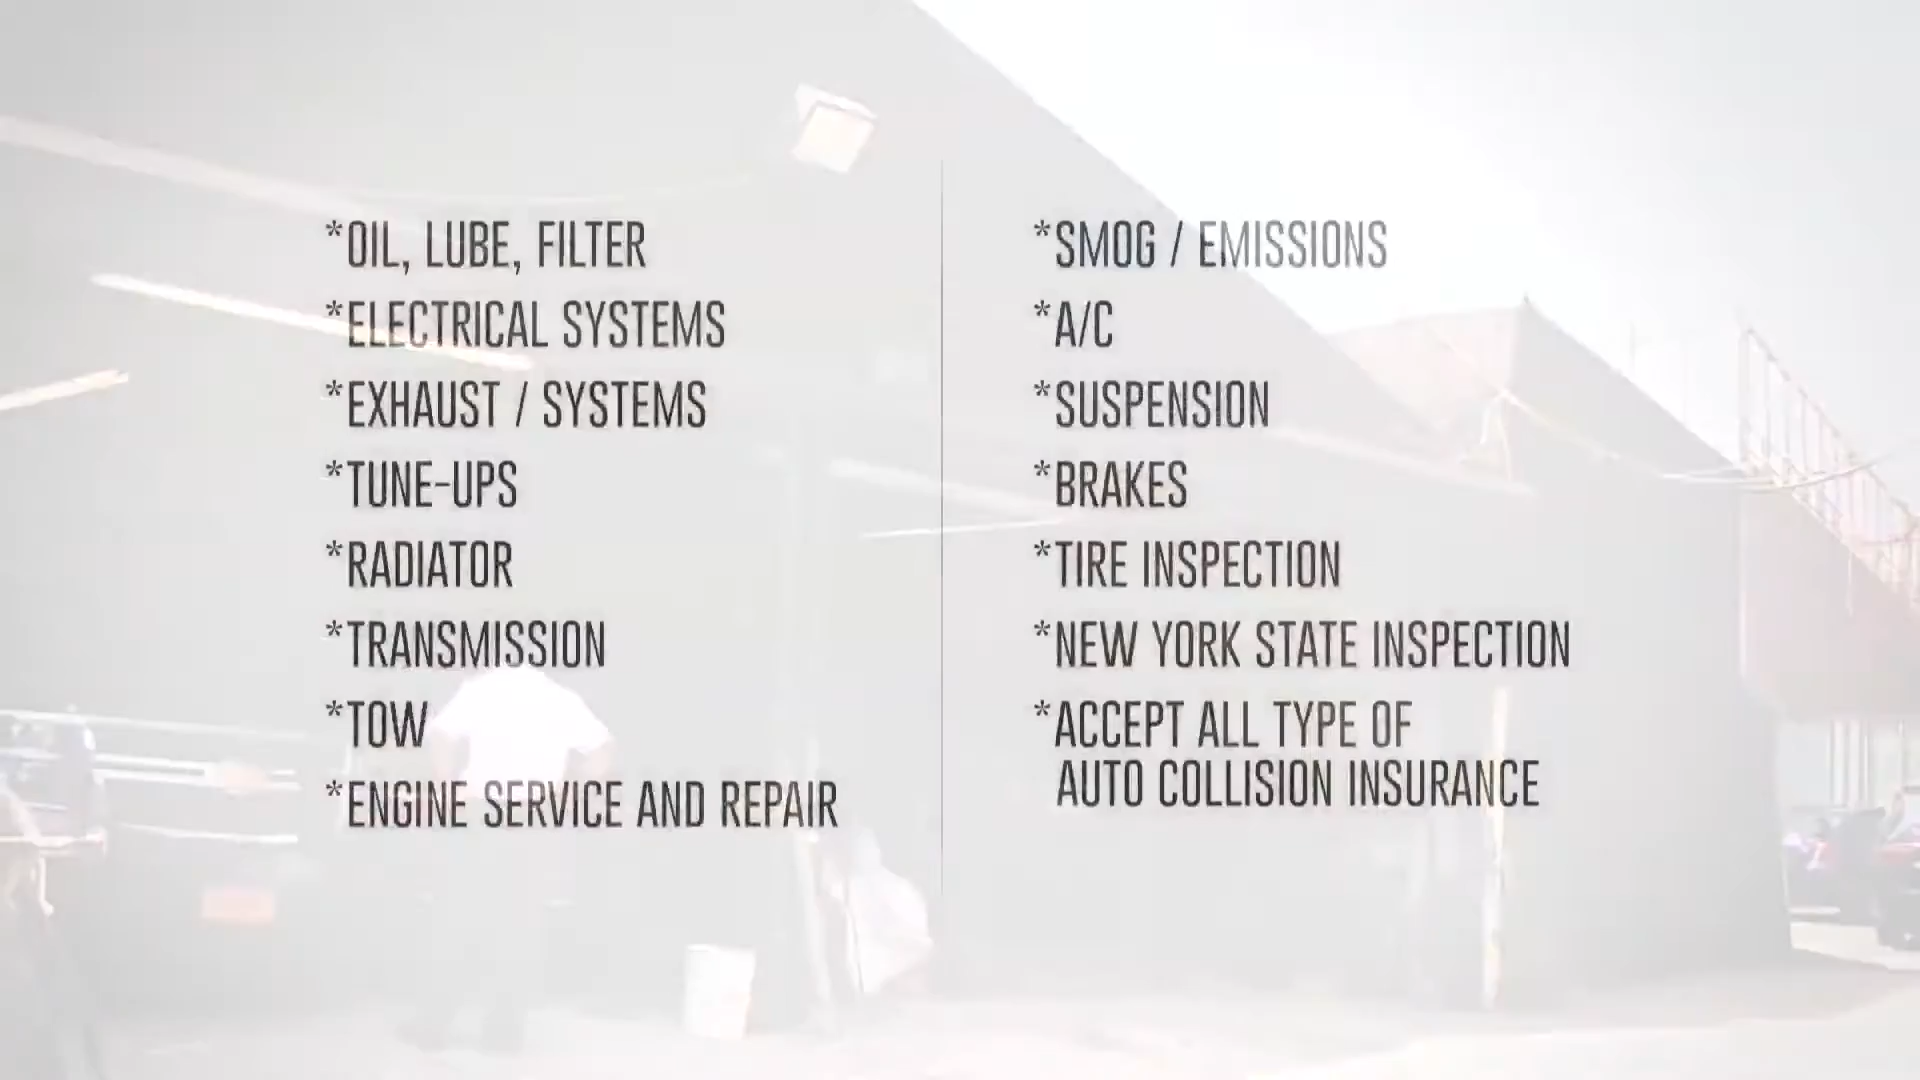 *OIL, LUBE, FILTER
*ELECTRICAL SYSTEMS
*EXHAUST / SYSTEMS
*TUNE-UPS
*RADIATOR
*TRANSMISSION
*TOW
*ENGINE SERVICE AND REPAIR
*SMOG / EMISSIONS
*A/C
*SUSPENSION
*BRAKES
*TIRE INSPECTION
*NEW YORK STATE INSPECTION
*ACCEPT ALL TYPE OF
AUTO COLLISION INSURANCE